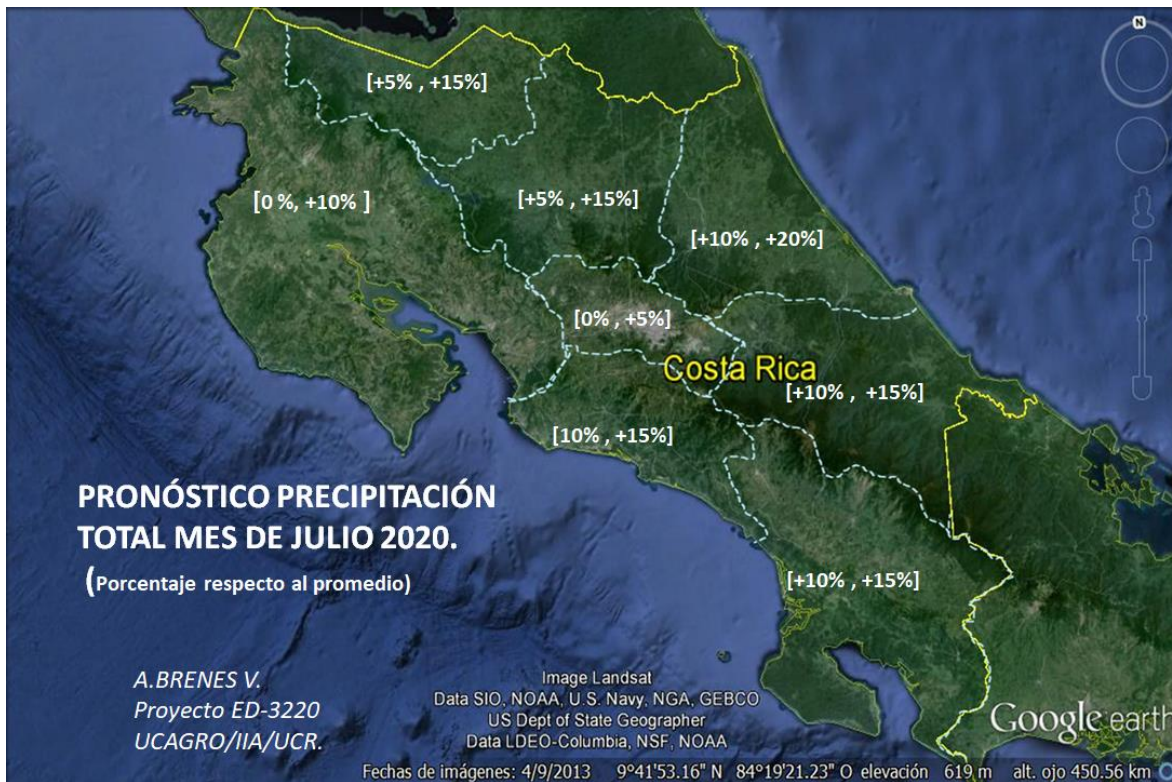 N
[+5% , +15%]
[0 %, +10% ]
[+5% , +15%]
[+10% , +20%]
[0% , +5%]
Costa Rica
[+10% , +15%]
[10% , +15%]
PRONÓSTICO PRECIPITACIÓN
TOTAL MES DE JULIO 2020.
(Porcentaje respecto al promedio)
[+10% , +15%]
A.BRENES V.
Proyecto ED-3220
UCAGRO/IIA/UCR.
Image Landsat
Data SIO, NOAA, U.S. Navy, NGA, GEBCO
US Dept of State Geographer
Data LDEO-Columbia, NSF, NOAA
Google earth
Fechas de imágenes: 4/9/2013 9°41'53.16" N 84°19'21.23" O elevación 619 m alt. ojo 450.56 km